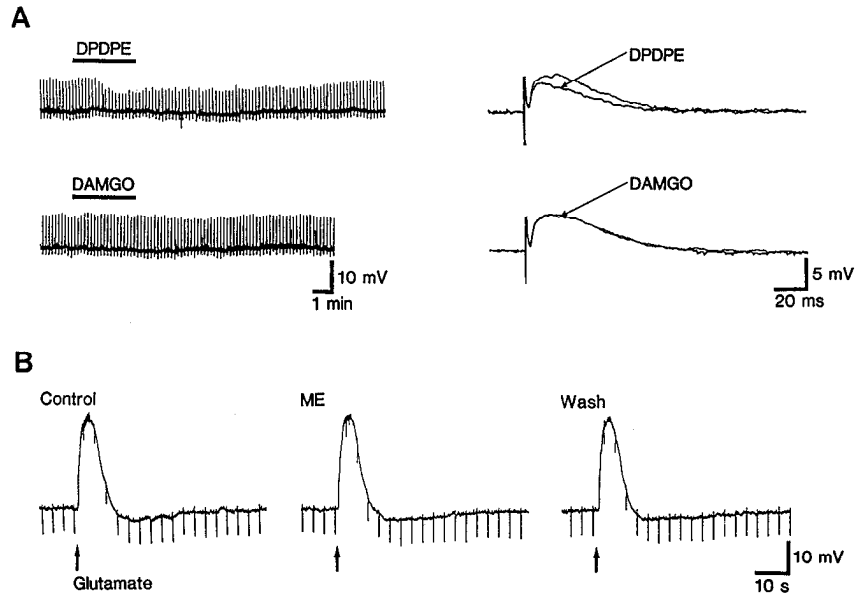 A
DPDPE
DPDPE
DAMGO
DAMGO
10 mV
1 min
5 mV
20 ms
B
Control
ME
Wash
Glutamate
10 mV
10 s